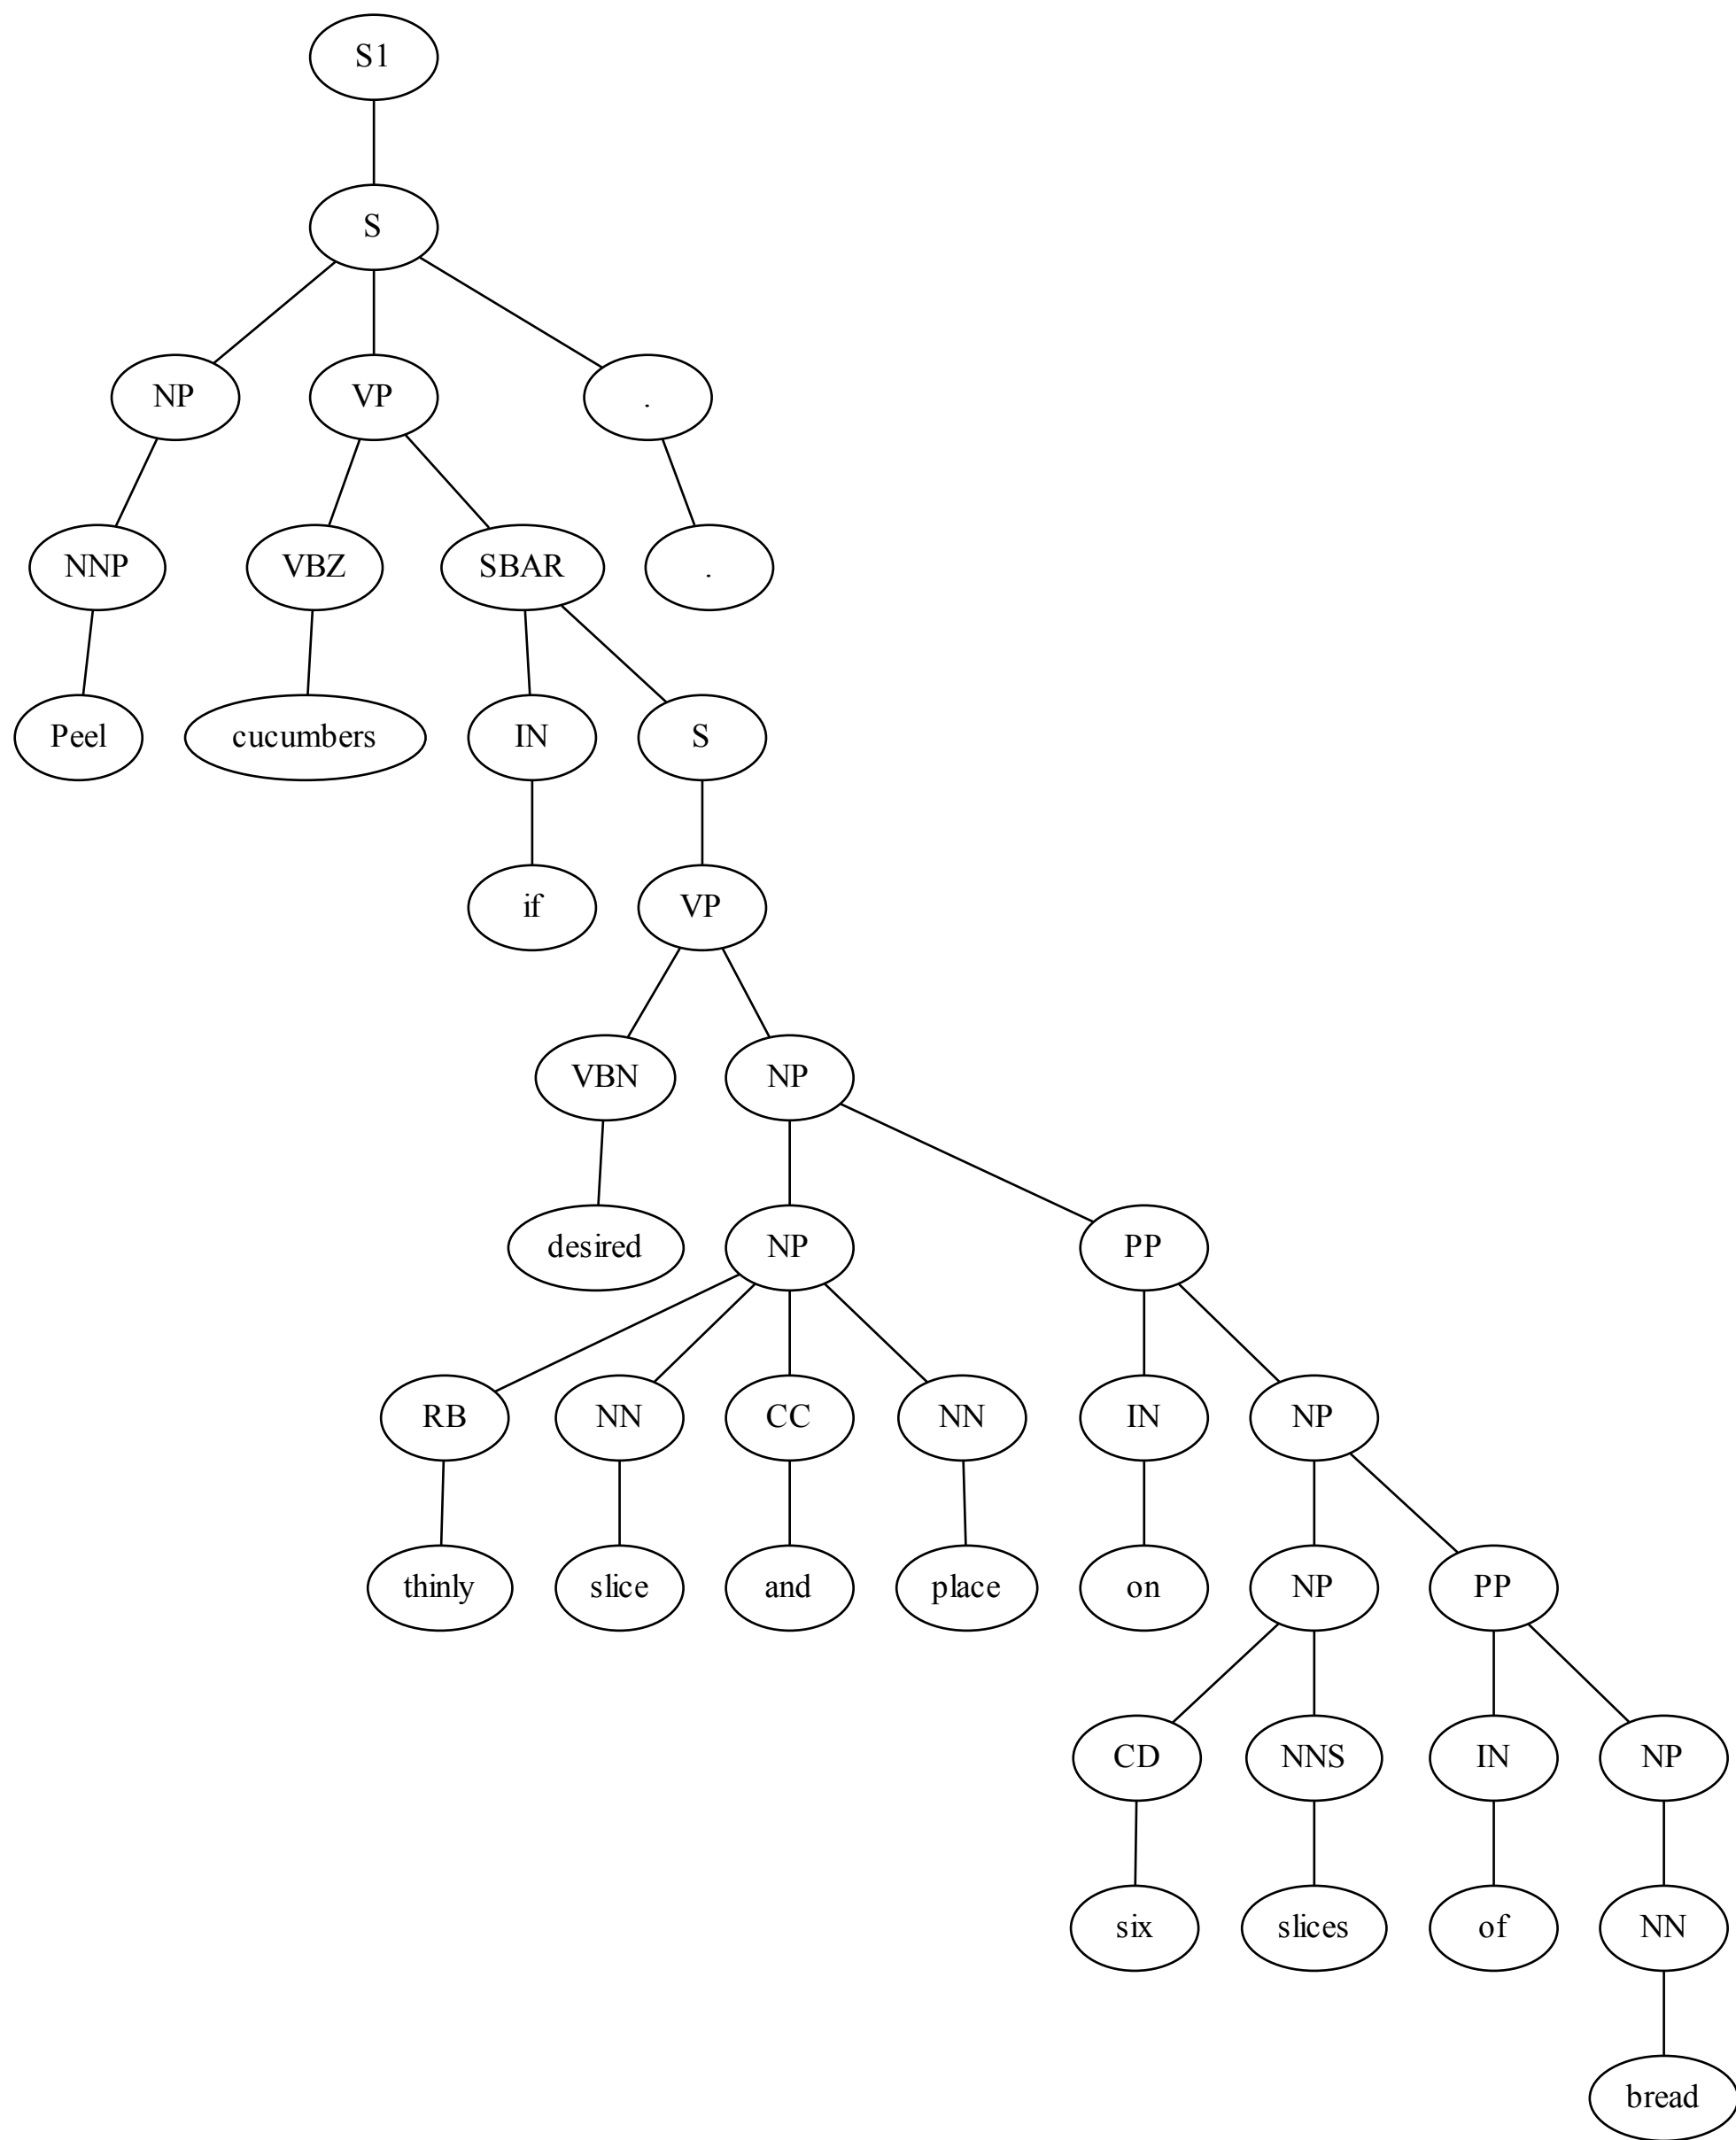 S1
S
NP VP .
NNP VBZ SBAR .
Peel cucumbers IN S
if VP
VBN NP
desired NP PP
RB NN CC NN IN NP
thinly slice and place on NP PP
CD NNS IN NP
six slices of NN
bread